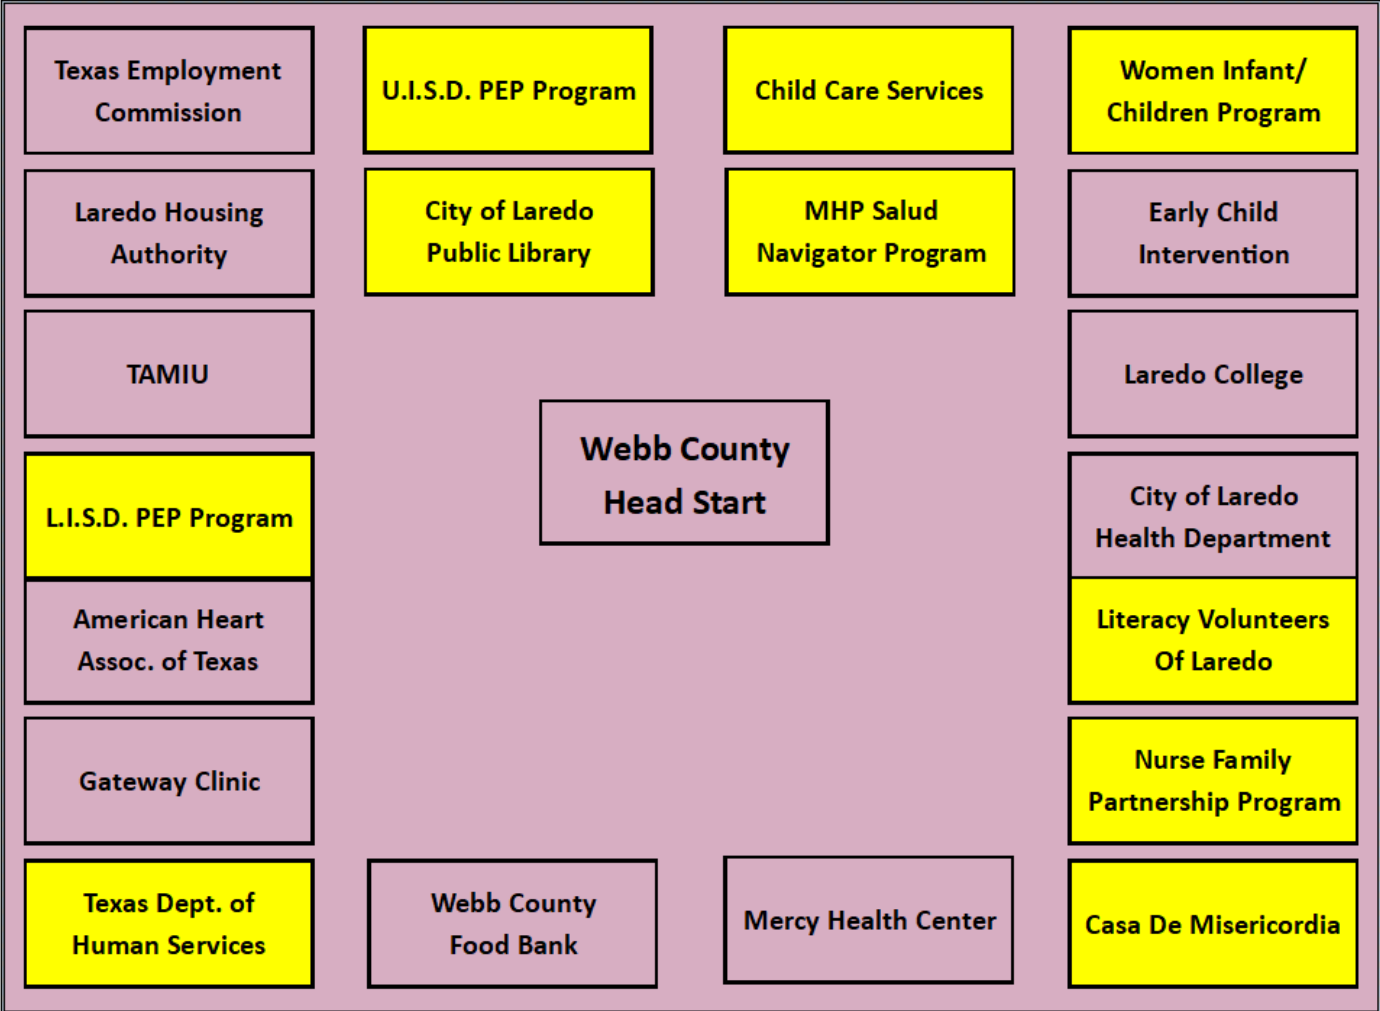 Texas Employment
Commission
U.I.S.D. PEP Program
Child Care Services
Women Infant/
Children Program
Laredo Housing
Authority
City of Laredo
Public Library
MHP Salud
Navigator Program
Early Child
Intervention
TAMIU
Laredo College
Webb County
Head Start
L.I.S.D. PEP Program
City of Laredo
Health Department
American Heart
Assoc. of Texas
Literacy Volunteers
Of Laredo
Gateway Clinic
Nurse Family
Partnership Program
Texas Dept. of
Human Services
Webb County
Food Bank
Mercy Health Center
Casa De Misericordia